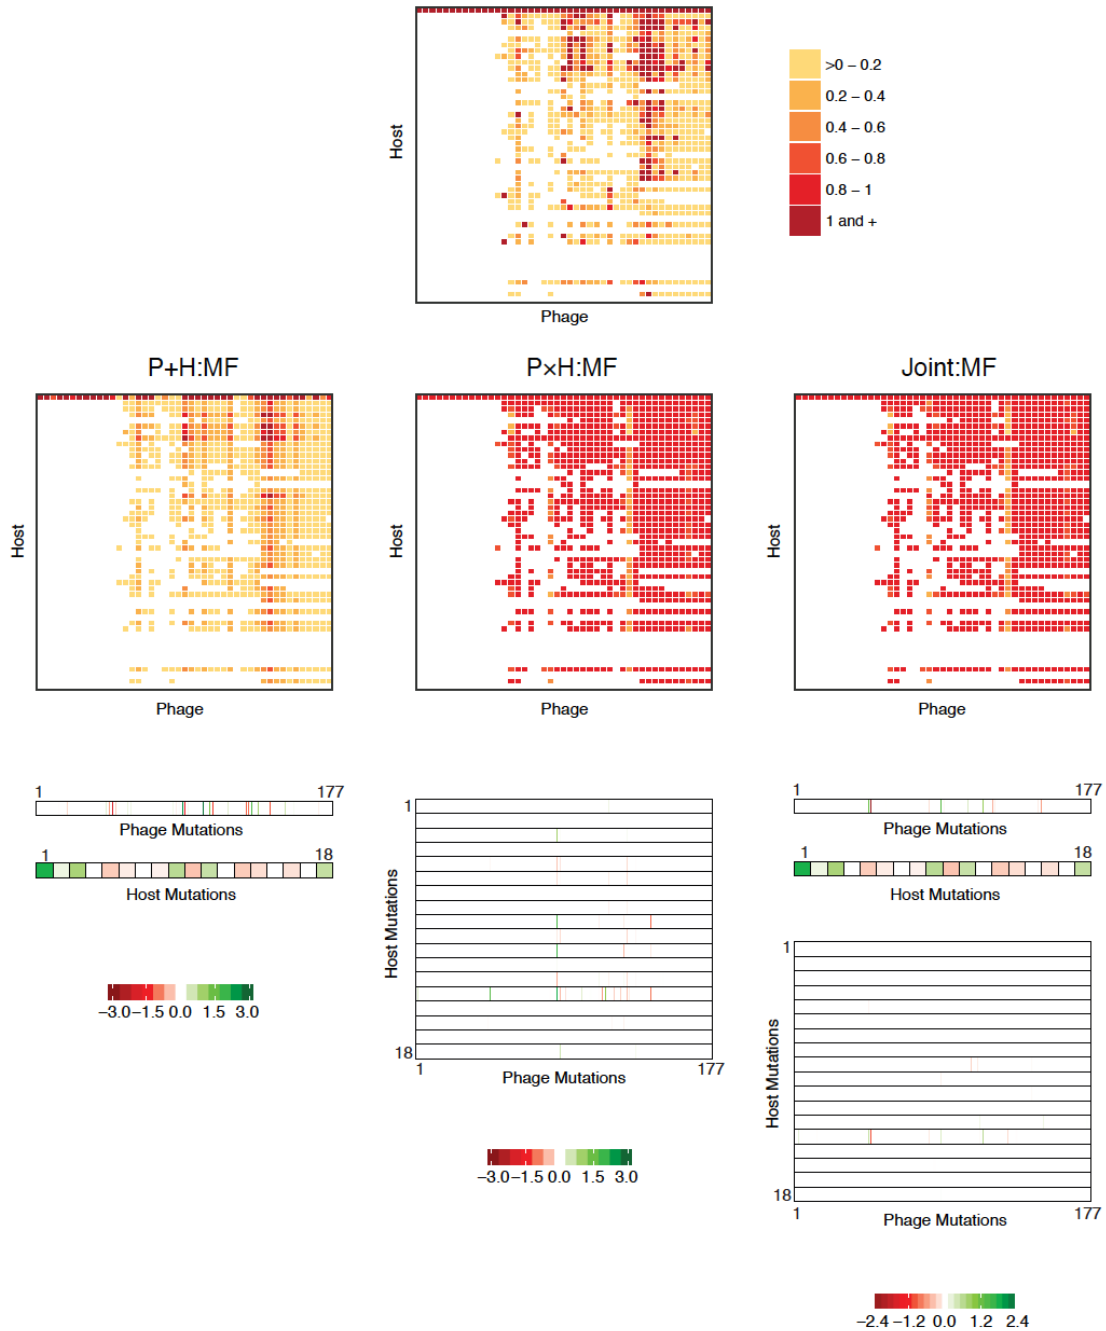 Host
Phage
>0 – 0.2
0.2 – 0.4
0.4 – 0.6
0.6 – 0.8
0.8 – 1
1 and +
P+H:MF
P×H:MF
Joint:MF
Host
Phage
Host
Phage
Host
Phage
1 177
Phage Mutations
1 18
Host Mutations
−3.0 −1.5 0.0 1.5 3.0
1
Host Mutations
18
1 177
Phage Mutations
−3.0 −1.5 0.0 1.5 3.0
1 177
Phage Mutations
1 18
Host Mutations
1
Host Mutations
18
1 177
Phage Mutations
−2.4 −1.2 0.0 1.2 2.4